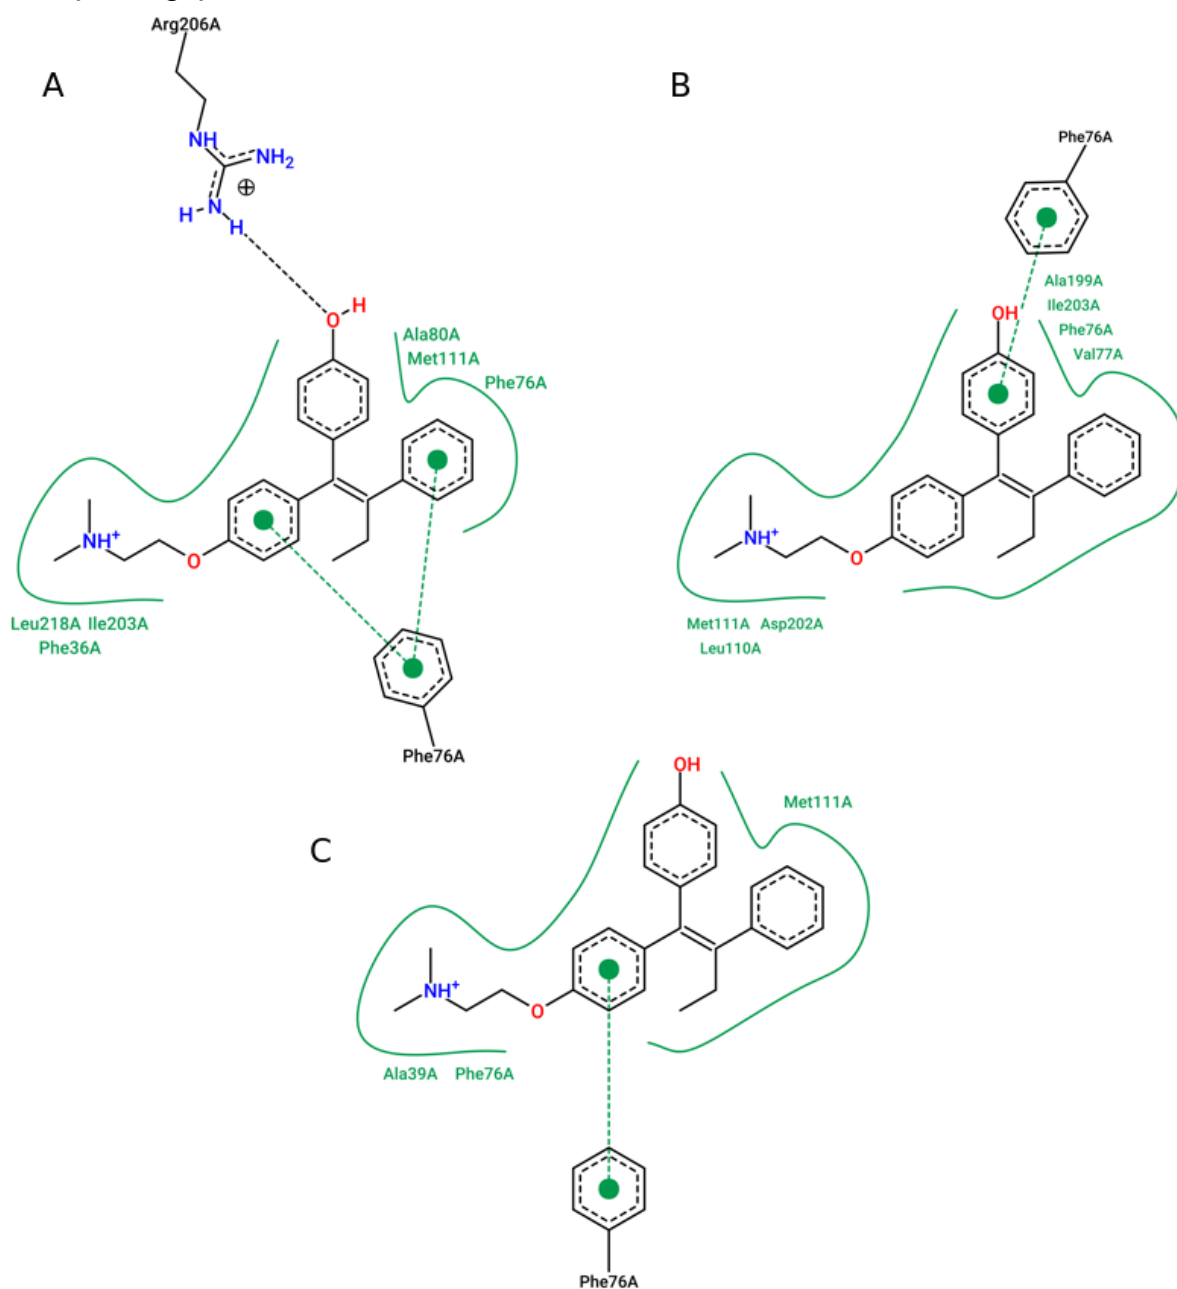 Arg206A
A
B
NH
NH2
⊕
H
N
H
O
H
Ala80A
Met111A
Phe76A
NH+
O
Leu218A Ile203A
Phe36A
Phe76A
Phe76A
Ala199A
Ile203A
Phe76A
Val77A
OH
NH+
O
Met111A Asp202A
Leu110A
C
OH
Met111A
NH+
O
Ala39A Phe76A
Phe76A